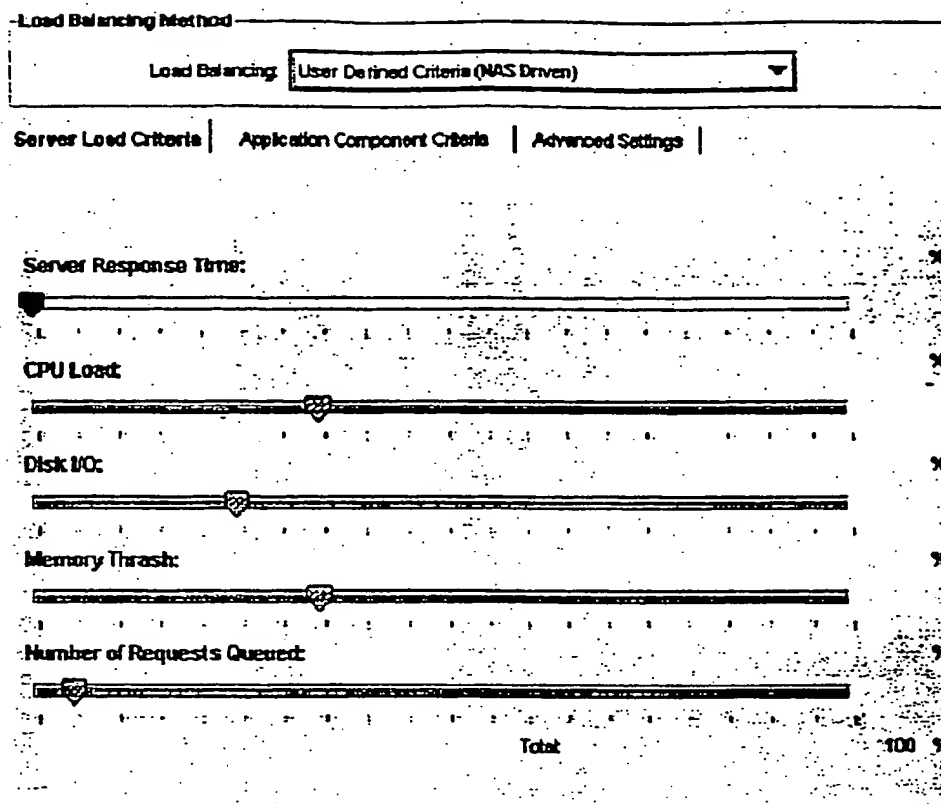 Load Balancing Method
Load Balancing: User Defined Criteria (NAS Driven)
Server Load Criteria | Application Component Criteria | Advanced Settings |
Server Response Time:
%
CPU Load:
%
Disk I/O:
%
Memory Thrash:
%
Number of Requests Queued:
%
Total: 100 %